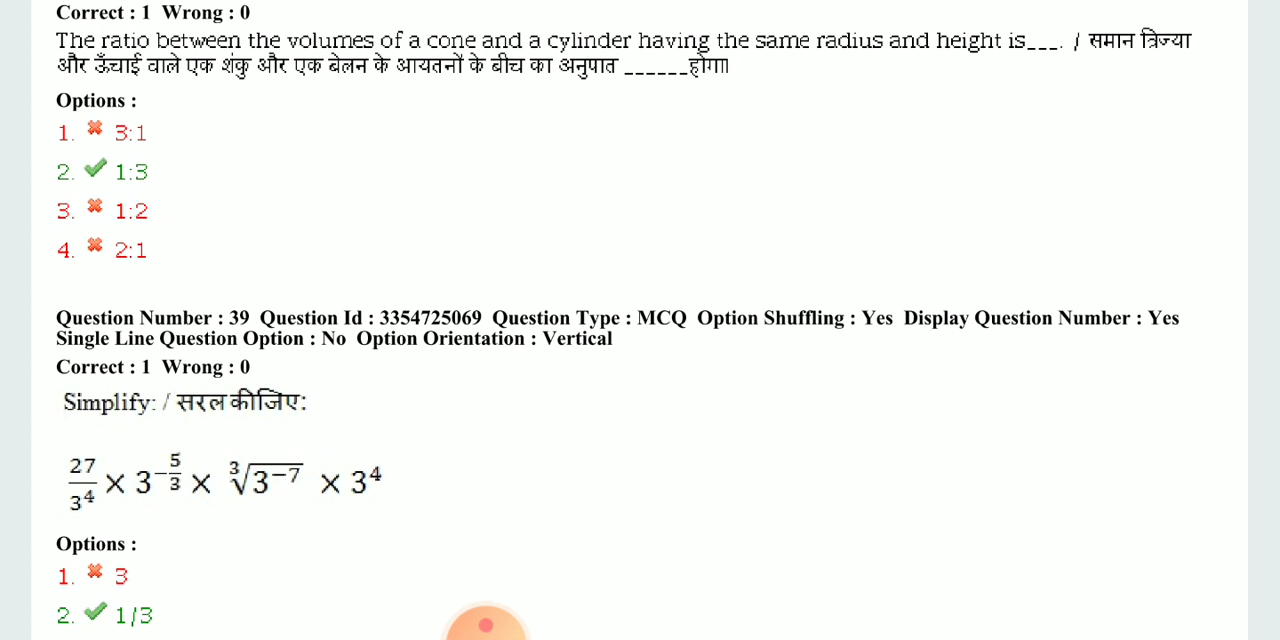 Correct : 1 Wrong : 0
The ratio between the volumes of a cone and a cylinder having the same radius and height is___. / समान त्रिज्या
और ऊँचाई वाले एक शंकु और एक बेलन के आयतनों के बीच का अनुपात ______होगा।
Options :
1. ✖ 3:1
2. ✔ 1:3
3. ✖ 1:2
4. ✖ 2:1
Question Number : 39 Question Id : 3354725069 Question Type : MCQ Option Shuffling : Yes Display Question Number : Yes
Single Line Question Option : No Option Orientation : Vertical
Correct : 1 Wrong : 0
Simplify: / सरल कीजिए:
27/3⁴ × 3^(-5/3) × ∛(3⁻⁷) × 3⁴
Options :
1. ✖ 3
2. ✔ 1/3